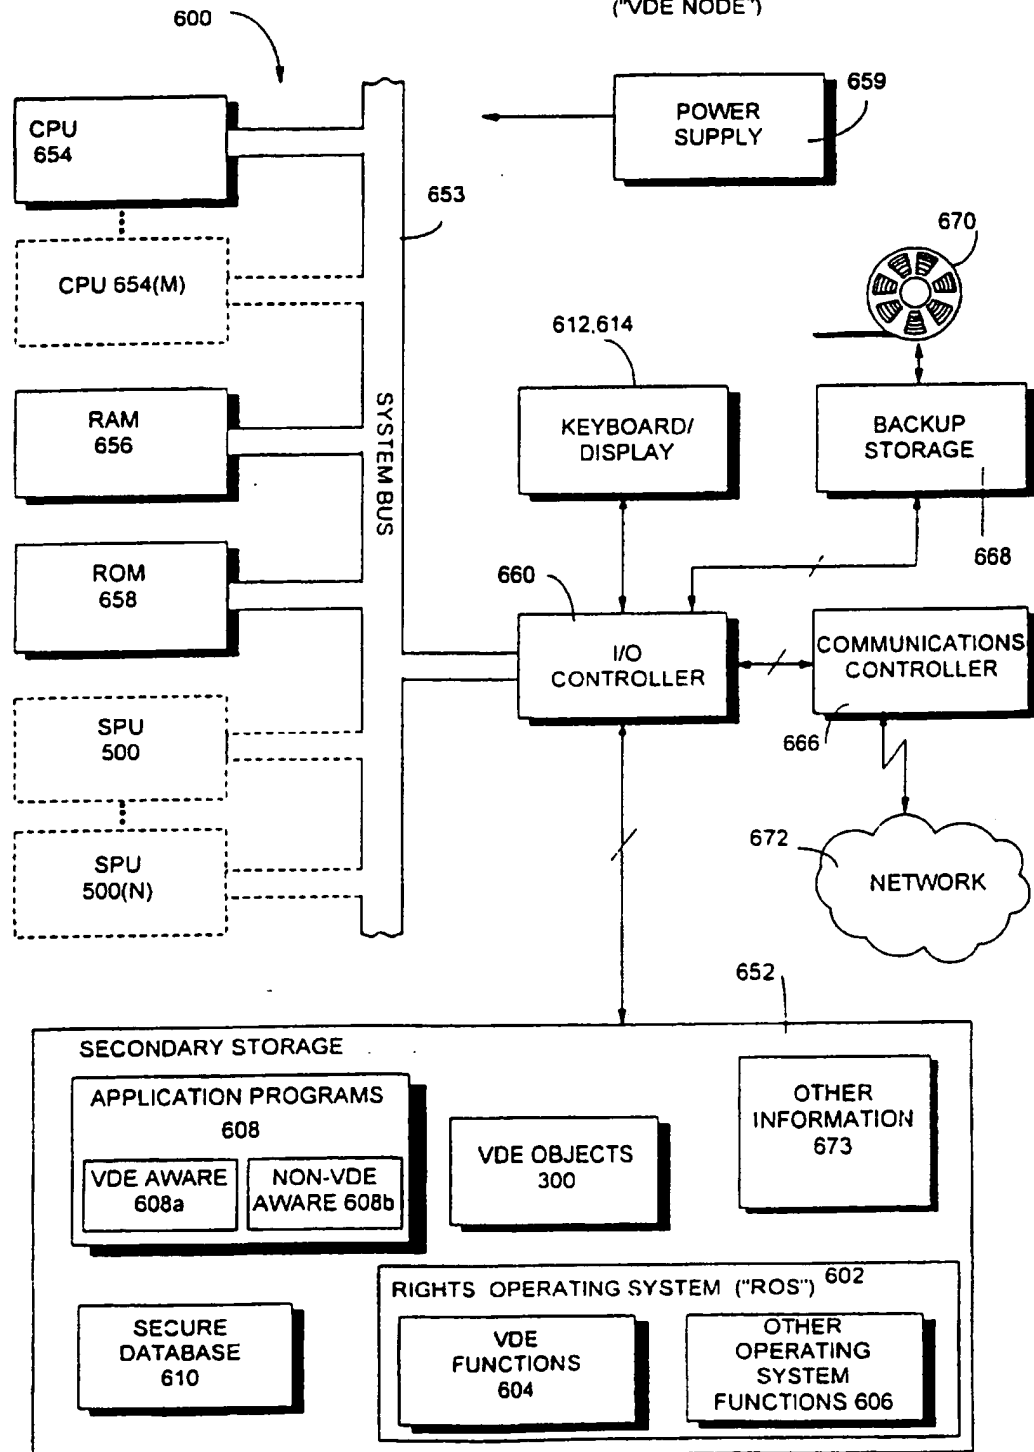 ("VDE NODE")
600
CPU
654
POWER
SUPPLY
659
653
CPU 654(M)
670
612,614
RAM
656
SYSTEM BUS
KEYBOARD/
DISPLAY
BACKUP
STORAGE
668
ROM
658
660
I/O
CONTROLLER
COMMUNICATIONS
CONTROLLER
666
SPU
500
672
NETWORK
SPU
500(N)
652
SECONDARY STORAGE
APPLICATION PROGRAMS
608
VDE AWARE
608a
NON-VDE
AWARE 608b
VDE OBJECTS
300
OTHER
INFORMATION
673
SECURE
DATABASE
610
RIGHTS OPERATING SYSTEM ("ROS") 602
VDE
FUNCTIONS
604
OTHER
OPERATING
SYSTEM
FUNCTIONS 606